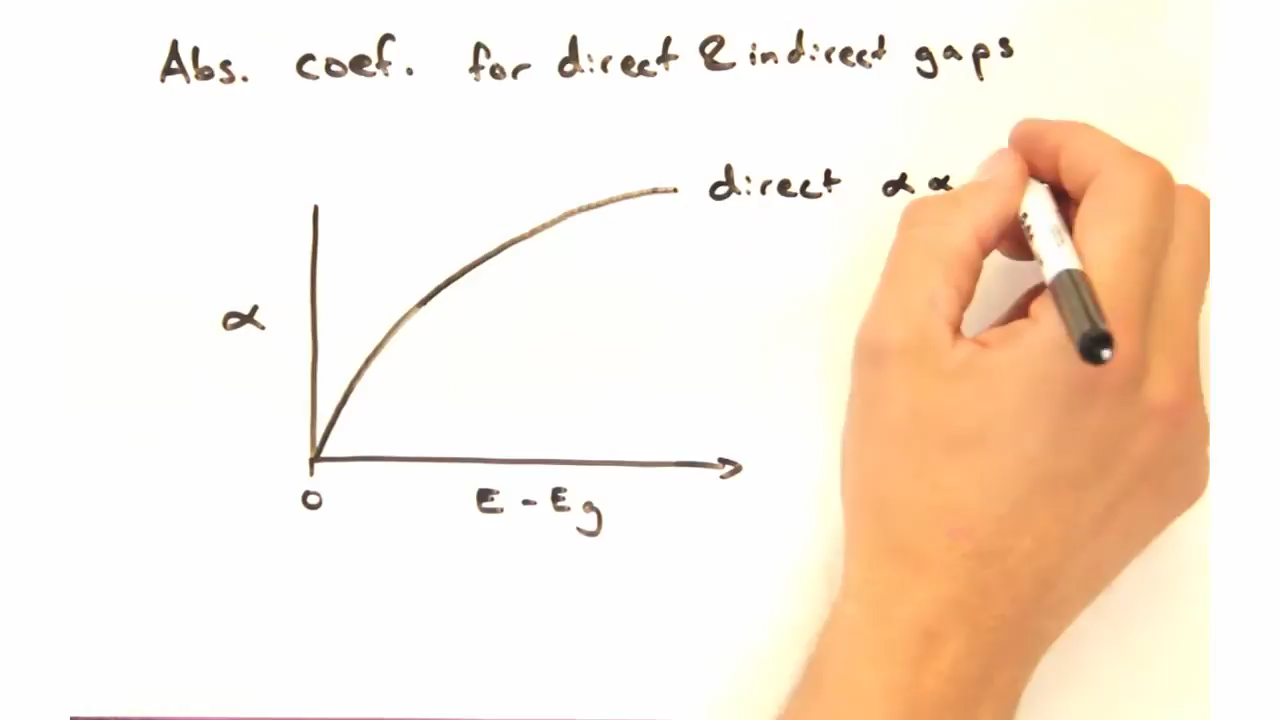 Abs. coef. for direct & indirect gaps
direct α α
α
0
E - Eg